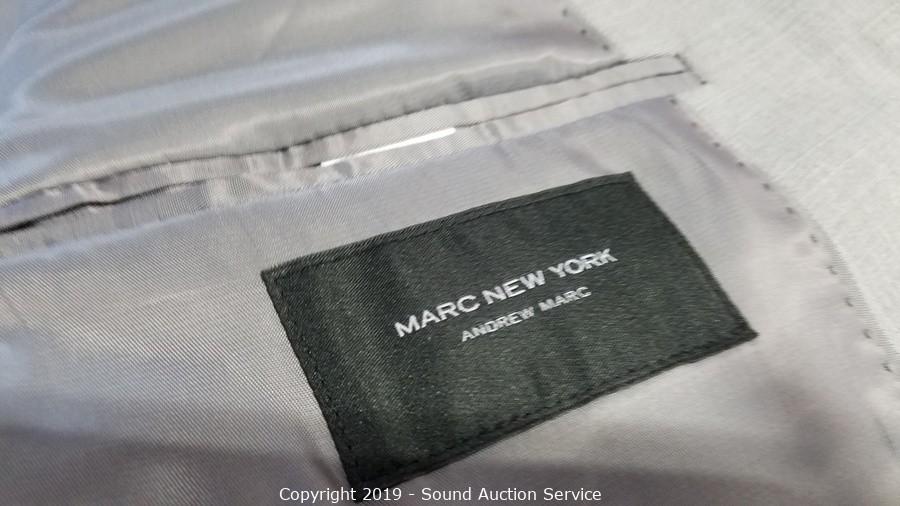 MARC NEW YORK
ANDREW MARC
Copyright 2019 - Sound Auction Service